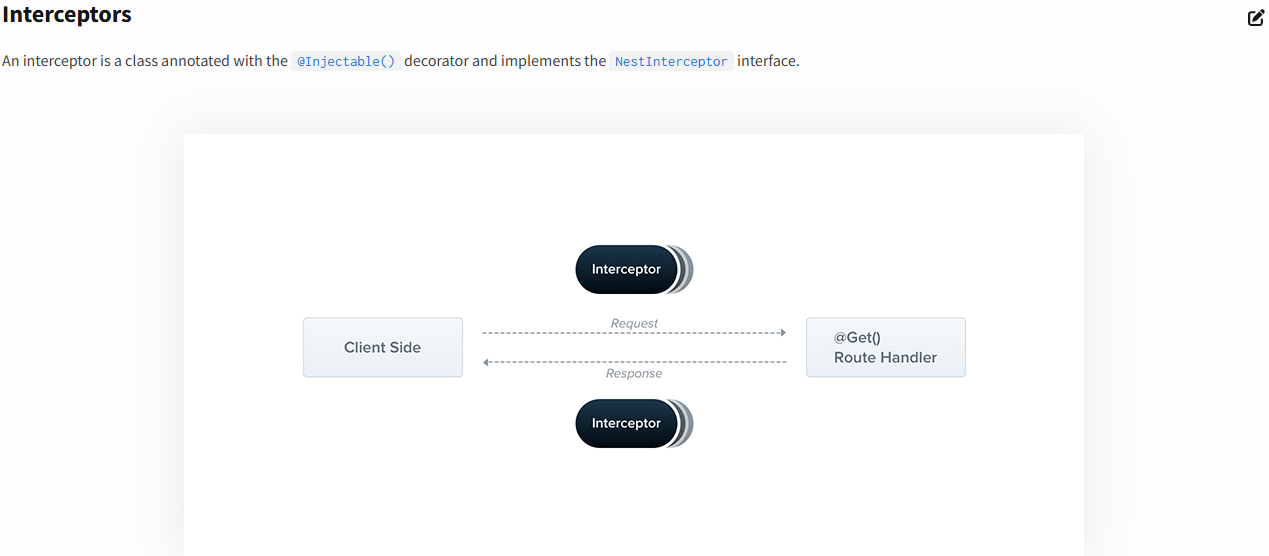 Interceptors
An interceptor is a class annotated with the @Injectable() decorator and implements the NestInterceptor interface.
Interceptor
Request
Client Side
@Get()
Route Handler
Response
Interceptor